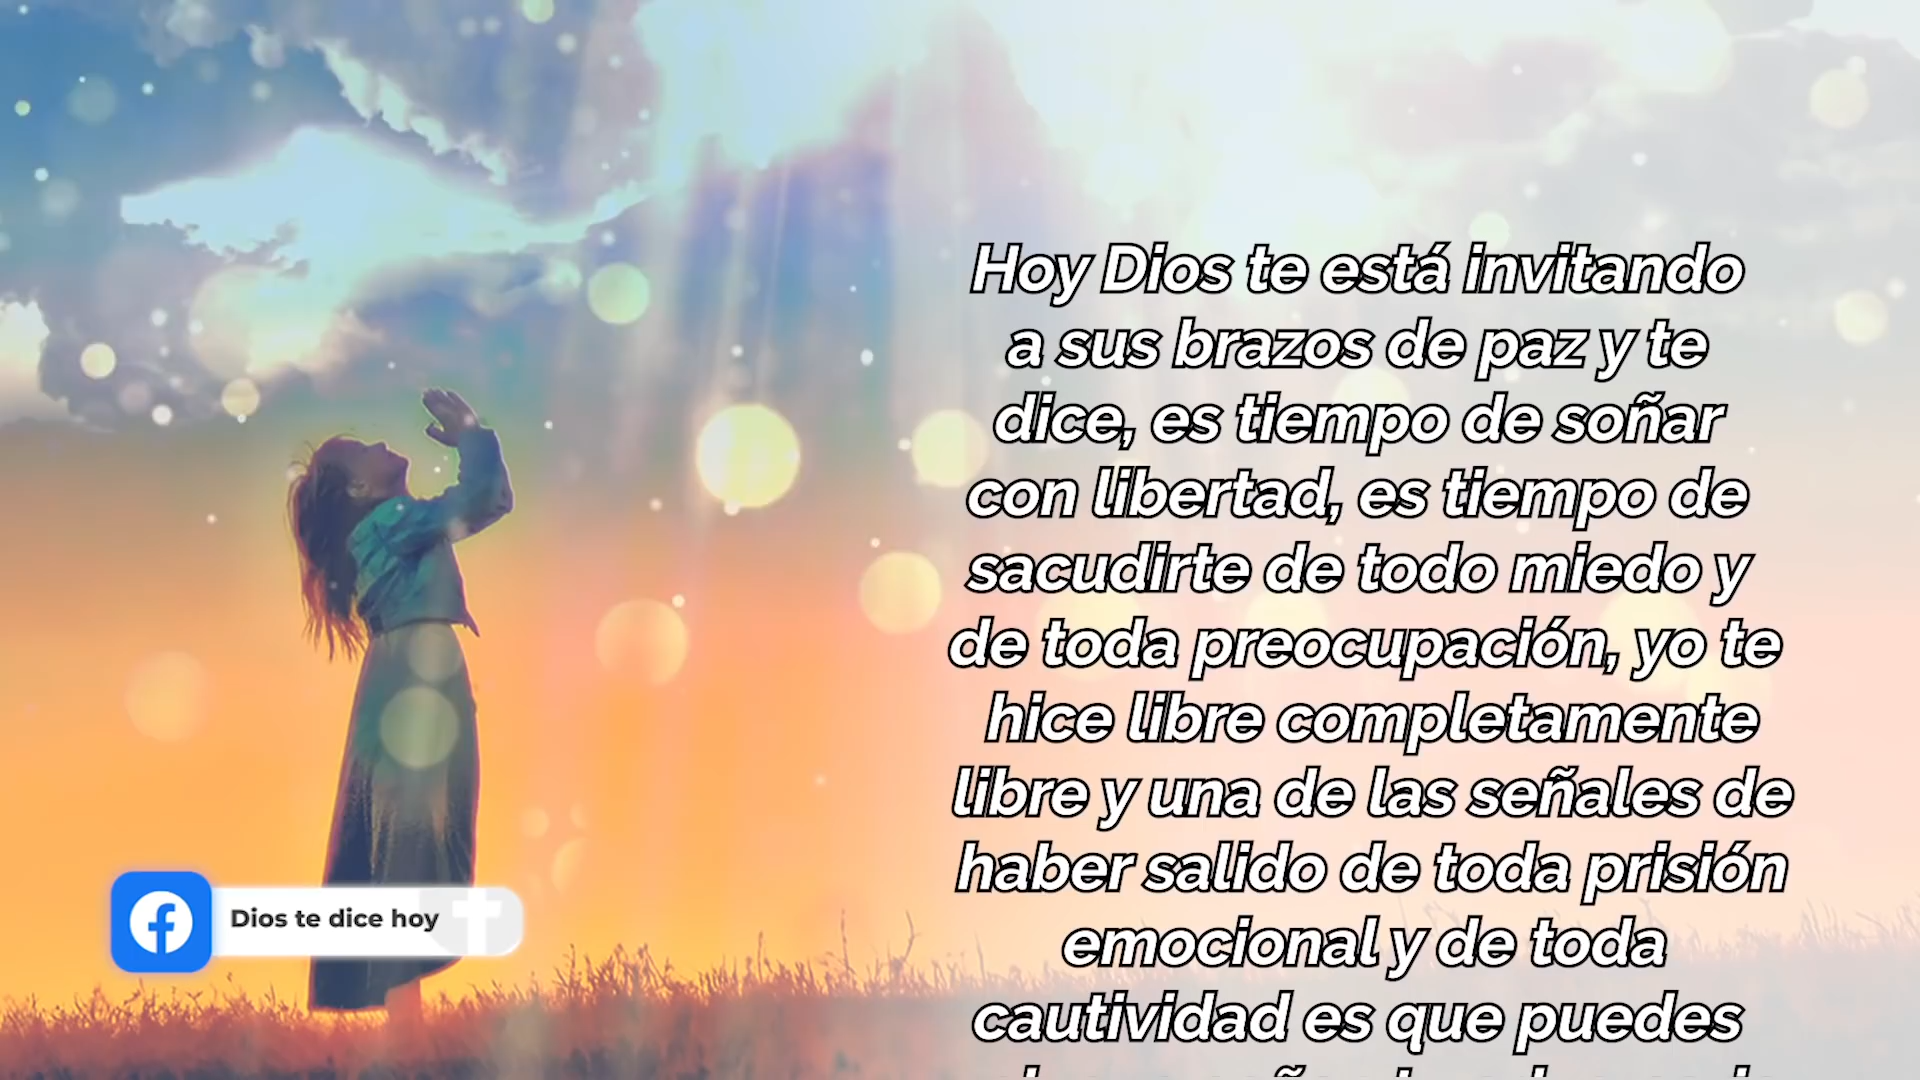 Hoy Dios te está invitando
a sus brazos de paz y te
dice, es tiempo de soñar
con libertad, es tiempo de
sacudirte de todo miedo y
de toda preocupación, yo te
hice libre completamente
libre y una de las señales de
haber salido de toda prisión
emocional y de toda
cautividad es que puedes
Dios te dice hoy